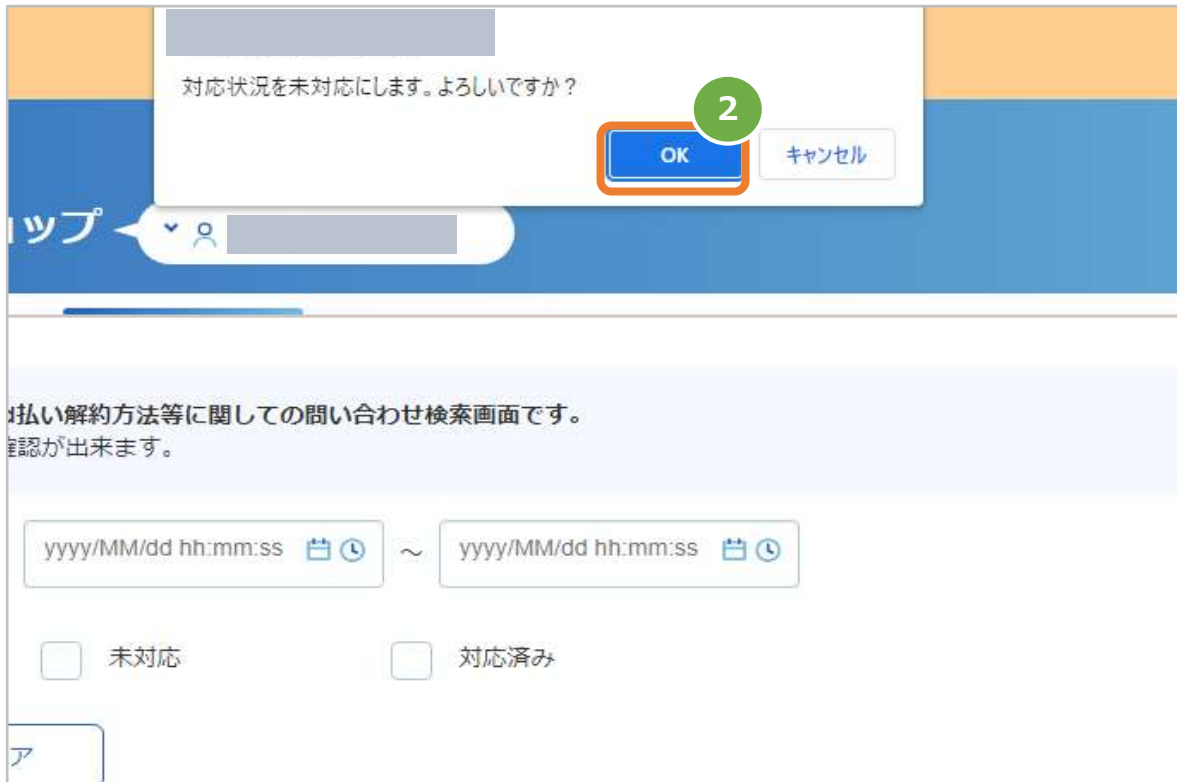 対応状況を未対応にします。よろしいですか？
2
OK キャンセル
ョップ
d払い解約方法等に関しての問い合わせ検索画面です。
確認が出来ます。
yyyy/MM/dd hh:mm:ss ～ yyyy/MM/dd hh:mm:ss
未対応 対応済み
ア